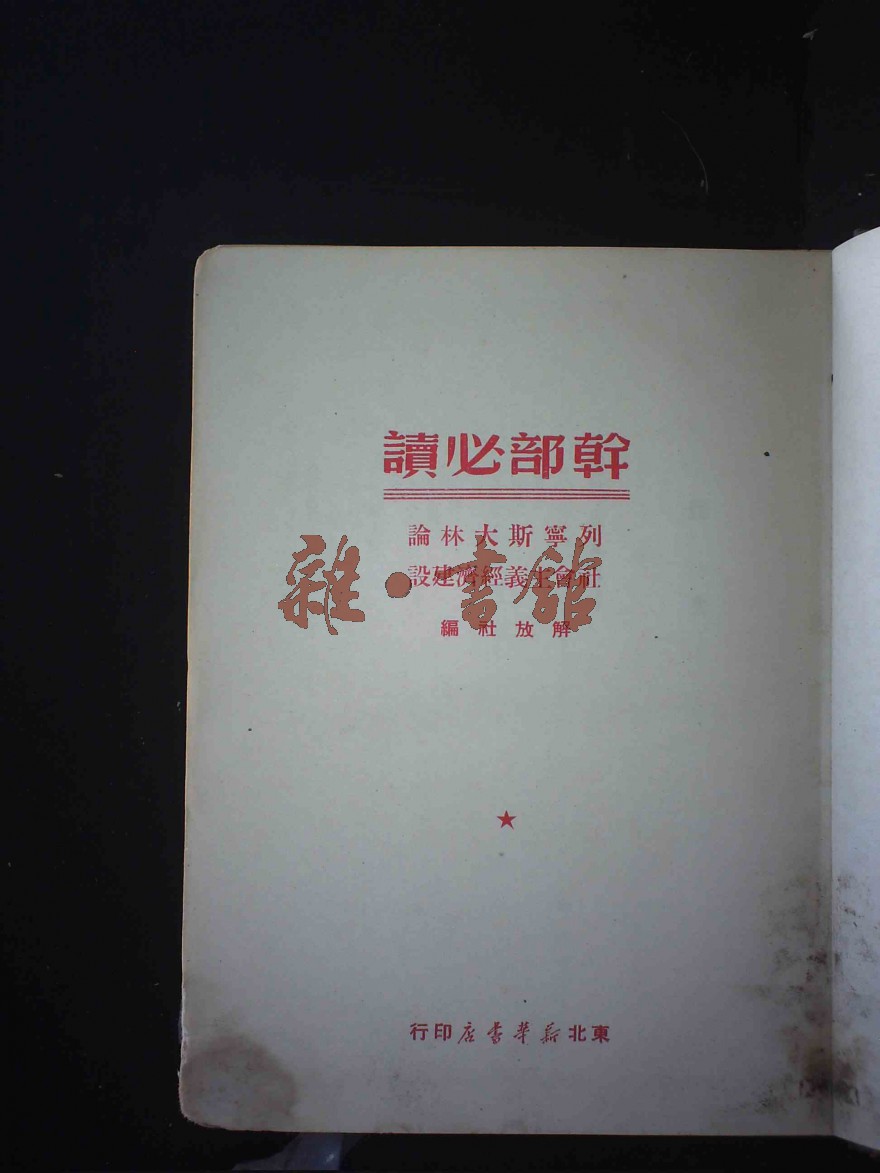 幹部必讀
列寧斯大林論
社會主義經濟建設
解放社編
雜·書館
東北新華書店印行